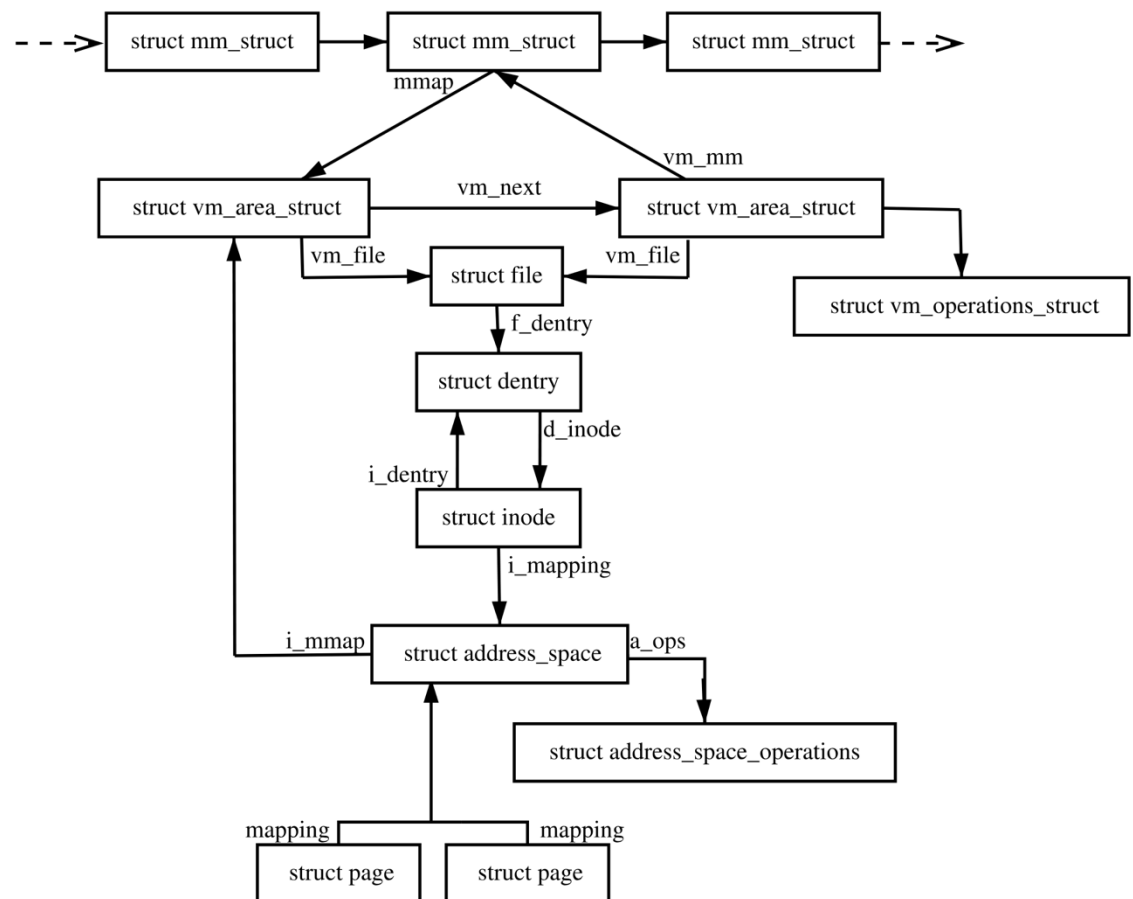 struct mm_struct
struct mm_struct
struct mm_struct
mmap
vm_mm
struct vm_area_struct
vm_next
struct vm_area_struct
vm_file
struct file
vm_file
struct vm_operations_struct
f_dentry
struct dentry
d_inode
i_dentry
struct inode
i_mapping
i_mmap
struct address_space
a_ops
struct address_space_operations
mapping
mapping
struct page
struct page